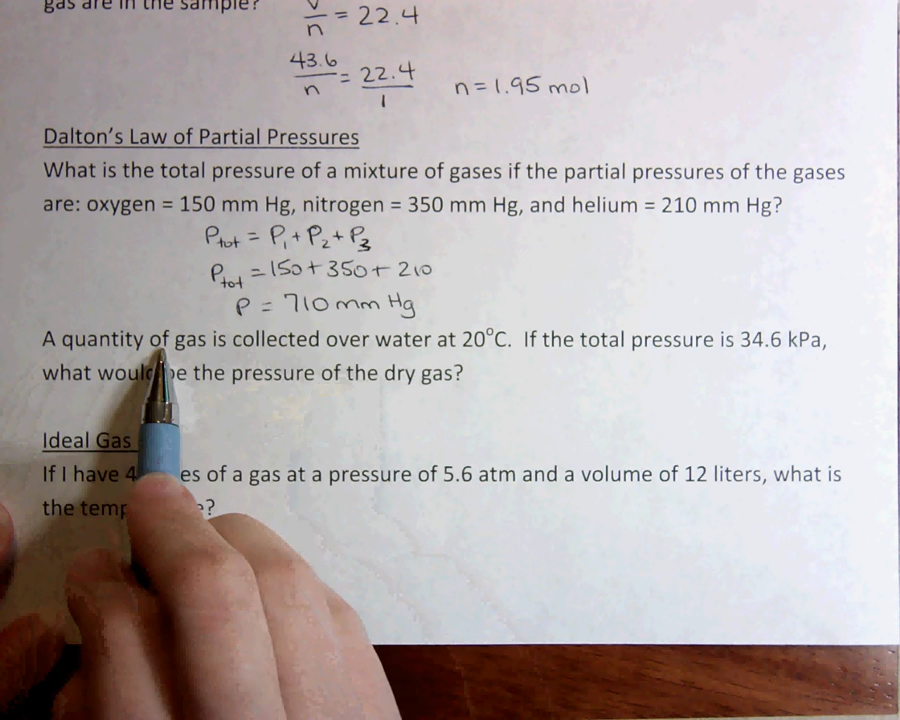 gas are in the sample?
V/n = 22.4
43.6/n = 22.4/1 n = 1.95 mol
Dalton's Law of Partial Pressures
What is the total pressure of a mixture of gases if the partial pressures of the gases
are: oxygen = 150 mm Hg, nitrogen = 350 mm Hg, and helium = 210 mm Hg?
Ptot = P1 + P2 + P3
Ptot = 150 + 350 + 210
P = 710 mm Hg
A quantity of gas is collected over water at 20°C. If the total pressure is 34.6 kPa,
what would be the pressure of the dry gas?
Ideal Gas
If I have 4 of a gas at a pressure of 5.6 atm and a volume of 12 liters, what is
the